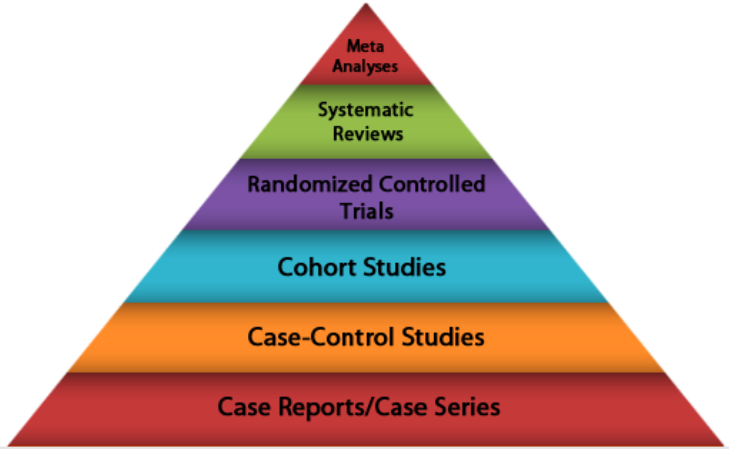 Meta
Analyses
Systematic
Reviews
Randomized Controlled
Trials
Cohort Studies
Case-Control Studies
Case Reports/Case Series